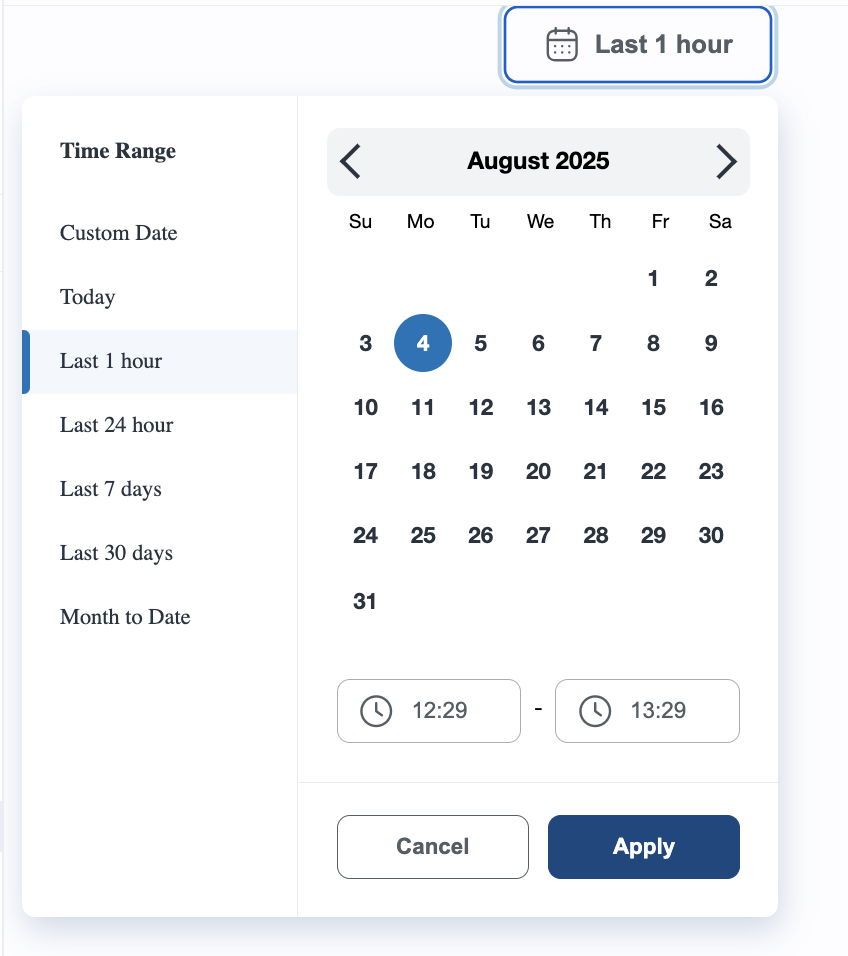 Last 1 hour
Time Range
Custom Date
Today
Last 1 hour
Last 24 hour
Last 7 days
Last 30 days
Month to Date
August 2025
Su Mo Tu We Th Fr Sa
1 2
3 4 5 6 7 8 9
10 11 12 13 14 15 16
17 18 19 20 21 22 23
24 25 26 27 28 29 30
31
12:29 - 13:29
Cancel Apply